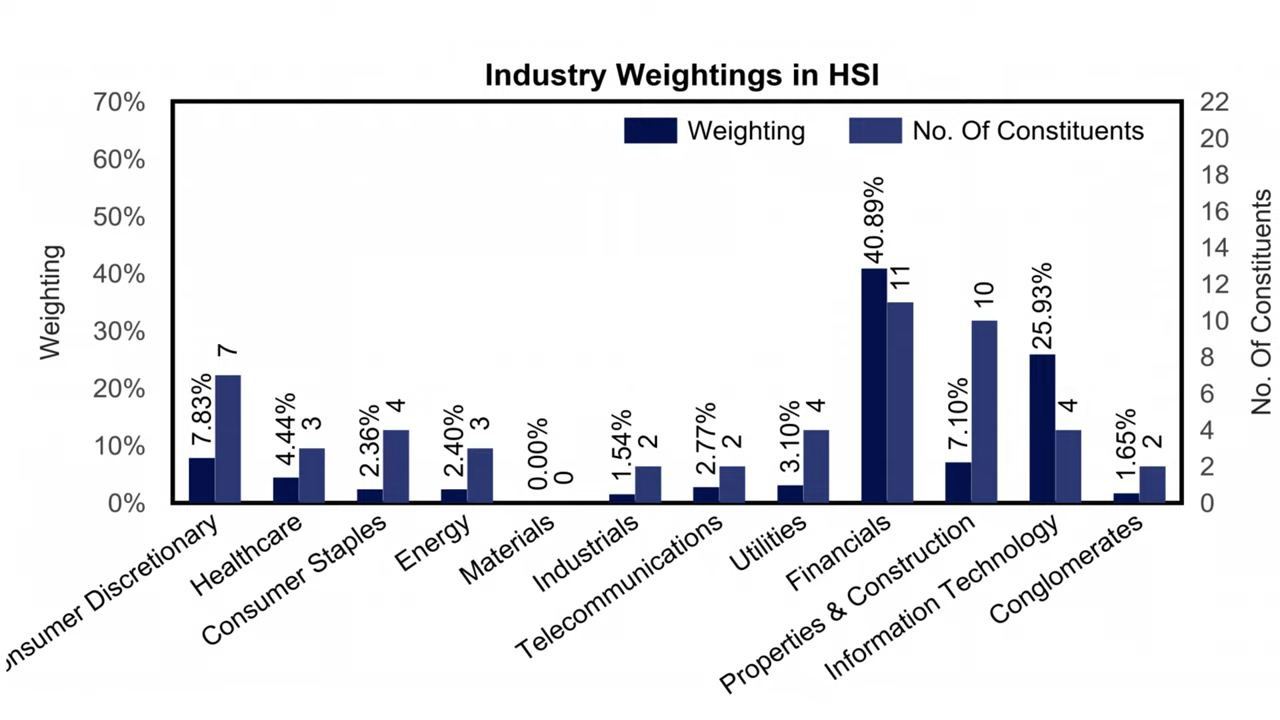 Industry Weightings in HSI
Weighting
No. Of Constituents
70%
60%
50%
40%
30%
20%
10%
0%
Weighting
22
20
18
16
14
12
10
8
6
4
2
0
No. Of Constituents
7.83%
7
4.44%
3
2.36%
4
2.40%
3
0.00%
0
1.54%
2
2.77%
2
3.10%
4
40.89%
11
7.10%
10
25.93%
4
1.65%
2
onsumer Discretionary
Healthcare
Consumer Staples
Energy
Materials
Industrials
Telecommunications
Utilities
Financials
Properties & Construction
Information Technology
Conglomerates